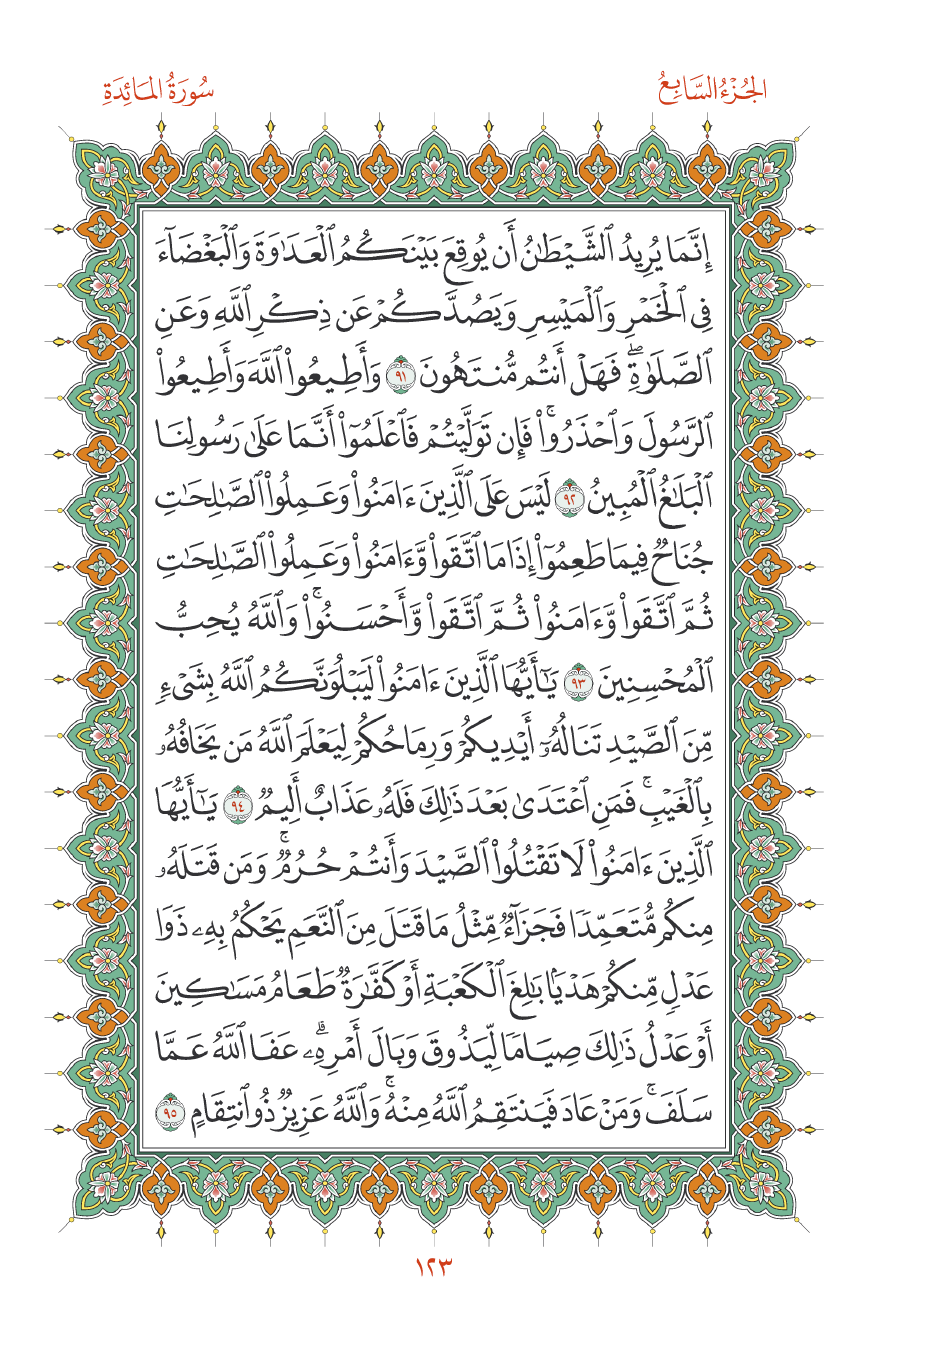 الجُزْءُ السَّابِعُ
سُورَةُ المَائِدَةِ
إِنَّمَا يُرِيدُ ٱلشَّيْطَٰنُ أَن يُوقِعَ بَيْنَكُمُ ٱلْعَدَٰوَةَ وَٱلْبَغْضَآءَ
فِي ٱلْخَمْرِ وَٱلْمَيْسِرِ وَيَصُدَّكُمْ عَن ذِكْرِ ٱللَّهِ وَعَنِ
ٱلصَّلَوٰةِۖ فَهَلْ أَنتُم مُّنتَهُونَ ٩١ وَأَطِيعُوا۟ ٱللَّهَ وَأَطِيعُوا۟
ٱلرَّسُولَ وَٱحْذَرُوا۟ۚ فَإِن تَوَلَّيْتُمْ فَٱعْلَمُوٓا۟ أَنَّمَا عَلَىٰ رَسُولِنَا
ٱلْبَلَٰغُ ٱلْمُبِينُ ٩٢ لَيْسَ عَلَى ٱلَّذِينَ ءَامَنُوا۟ وَعَمِلُوا۟ ٱلصَّٰلِحَٰتِ
جُنَاحٌ فِيمَا طَعِمُوٓا۟ إِذَا مَا ٱتَّقَوا۟ وَّءَامَنُوا۟ وَعَمِلُوا۟ ٱلصَّٰلِحَٰتِ
ثُمَّ ٱتَّقَوا۟ وَّءَامَنُوا۟ ثُمَّ ٱتَّقَوا۟ وَّأَحْسَنُوا۟ۚ وَٱللَّهُ يُحِبُّ
ٱلْمُحْسِنِينَ ٩٣ يَٰٓأَيُّهَا ٱلَّذِينَ ءَامَنُوا۟ لَيَبْلُوَنَّكُمُ ٱللَّهُ بِشَىْءٍ
مِّنَ ٱلصَّيْدِ تَنَالُهُۥٓ أَيْدِيكُمْ وَرِمَاحُكُمْ لِيَعْلَمَ ٱللَّهُ مَن يَخَافُهُۥ
بِٱلْغَيْبِۚ فَمَنِ ٱعْتَدَىٰ بَعْدَ ذَٰلِكَ فَلَهُۥ عَذَابٌ أَلِيمٌ ٩٤ يَٰٓأَيُّهَا
ٱلَّذِينَ ءَامَنُوا۟ لَا تَقْتُلُوا۟ ٱلصَّيْدَ وَأَنتُمْ حُرُمٌۚ وَمَن قَتَلَهُۥ
مِنكُم مُّتَعَمِّدًا فَجَزَآءٌ مِّثْلُ مَا قَتَلَ مِنَ ٱلنَّعَمِ يَحْكُمُ بِهِۦ ذَوَا
عَدْلٍ مِّنكُمْ هَدْيًۢا بَٰلِغَ ٱلْكَعْبَةِ أَوْ كَفَّٰرَةٌ طَعَامُ مَسَٰكِينَ
أَوْ عَدْلُ ذَٰلِكَ صِيَامًا لِّيَذُوقَ وَبَالَ أَمْرِهِۦۗ عَفَا ٱللَّهُ عَمَّا
سَلَفَۚ وَمَنْ عَادَ فَيَنتَقِمُ ٱللَّهُ مِنْهُۚ وَٱللَّهُ عَزِيزٌ ذُو ٱنتِقَامٍ ٩٥
١٢٣